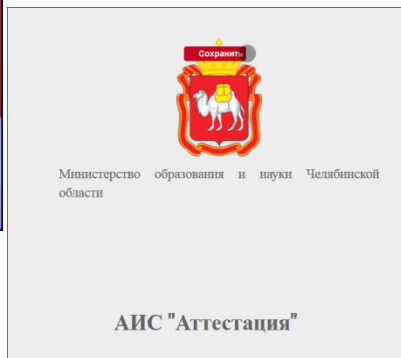 Сохранить
Министерство образования и науки Челябинской
области
АИС "Аттестация"